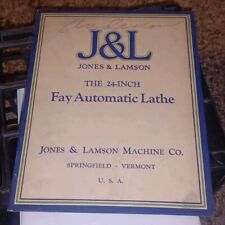 J&L
JONES & LAMSON
THE 24-INCH
Fay Automatic Lathe
JONES & LAMSON MACHINE CO.
SPRINGFIELD - VERMONT
U. S. A.